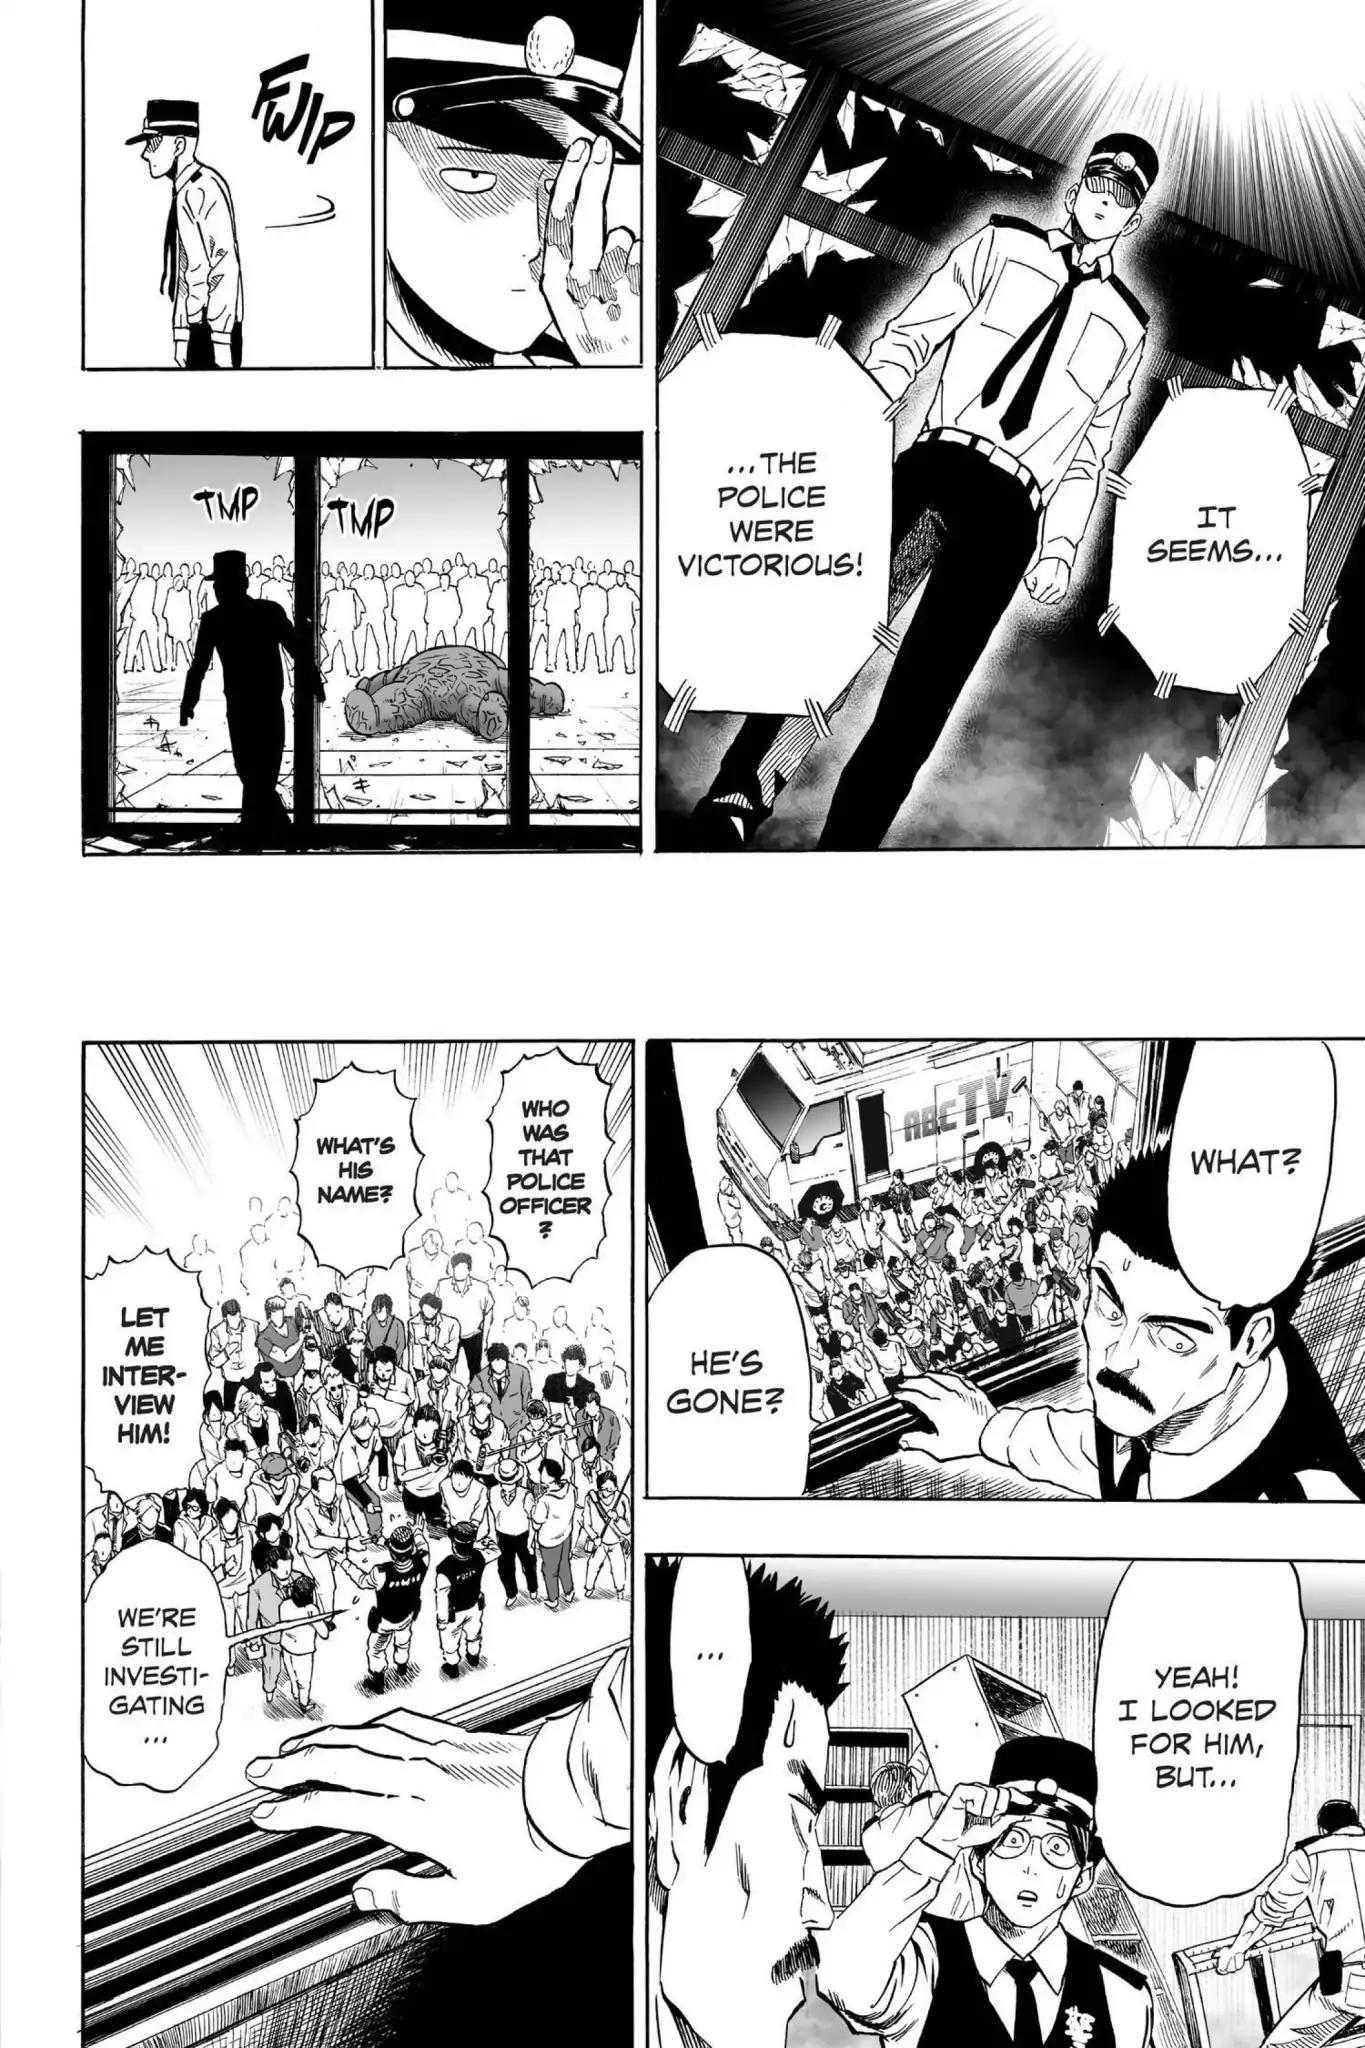 IT
SEEMS...
...THE
POLICE
WERE
VICTORIOUS!
FWIP
TMP
TMP
ABC TV
WHAT?
HE'S
GONE?
YEAH!
I LOOKED
FOR HIM,
BUT...
...
WHO
WAS
THAT
POLICE
OFFICER
?
WHAT'S
HIS
NAME?
LET
ME
INTER-
VIEW
HIM!
POLICE
WE'RE
STILL
INVESTI-
GATING
...